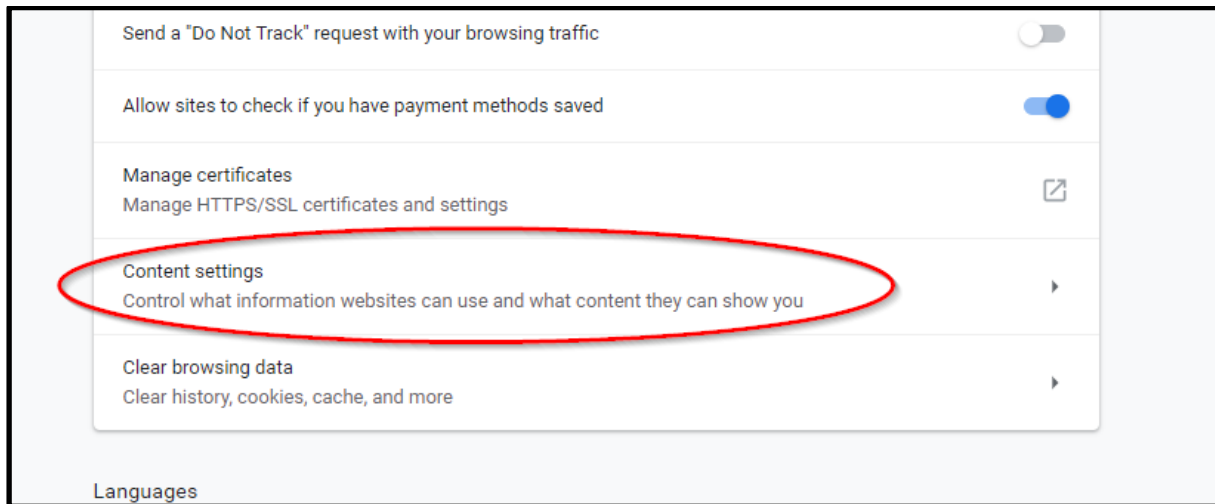 Send a "Do Not Track" request with your browsing traffic
Allow sites to check if you have payment methods saved
Manage certificates
Manage HTTPS/SSL certificates and settings
Content settings
Control what information websites can use and what content they can show you
Clear browsing data
Clear history, cookies, cache, and more
Languages